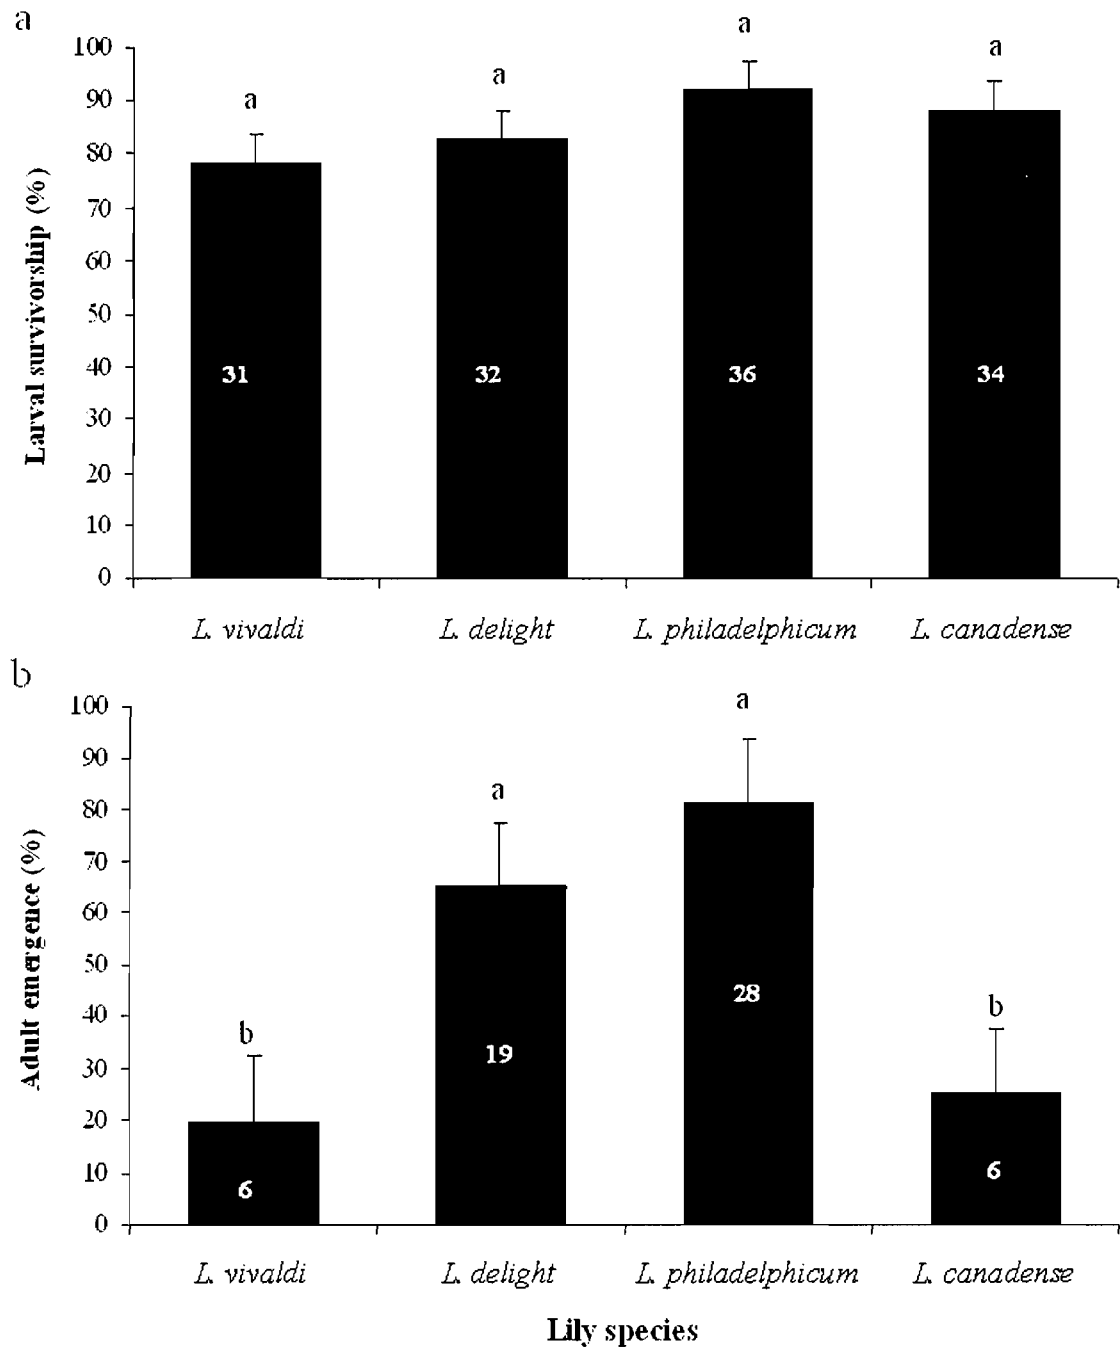 a
a
a
a
a
100
90
80
70
60
50
40
30
20
10
0
Larval survivorship (%)
31
32
36
34
L. vivaldi
L. delight
L. philadelphicum
L. canadense
b
a
a
b
b
100
90
80
70
60
50
40
30
20
10
0
Adult emergence (%)
6
19
28
6
L. vivaldi
L. delight
L. philadelphicum
L. canadense
Lily species